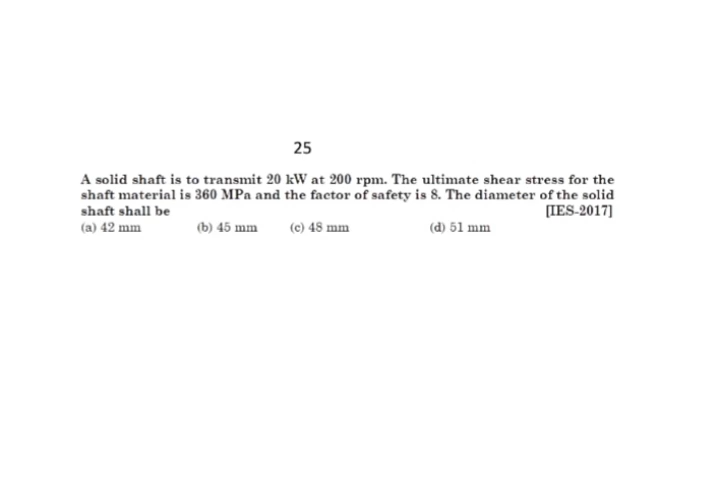 25
A solid shaft is to transmit 20 kW at 200 rpm. The ultimate shear stress for the
shaft material is 360 MPa and the factor of safety is 8. The diameter of the solid
shaft shall be [IES-2017]
(a) 42 mm (b) 45 mm (c) 48 mm (d) 51 mm